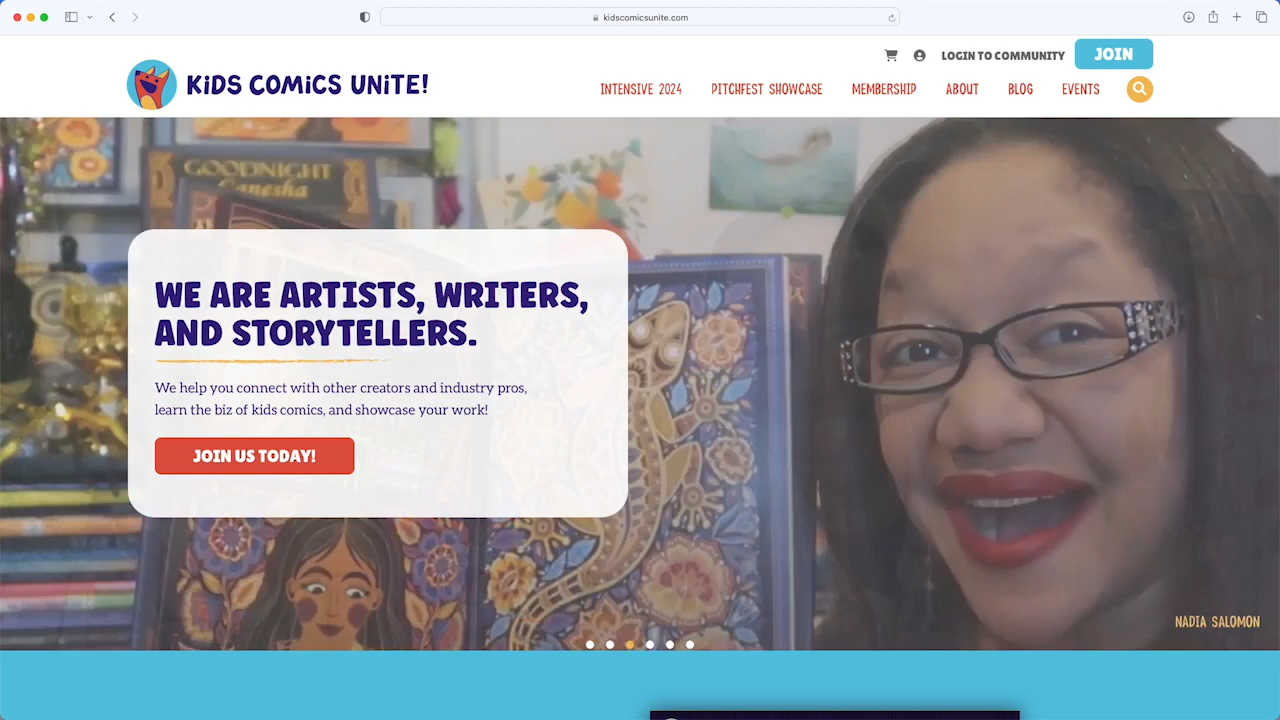 kidscomicsunite.com
LOGIN TO COMMUNITY
JOIN
KiDS COMiCS UNiTE!
INTENSIVE 2024
PITCHFEST SHOWCASE
MEMBERSHIP
ABOUT
BLOG
EVENTS
GOODNIGHT
Ganesha
WE ARE ARTISTS, WRITERS,
AND STORYTELLERS.
We help you connect with other creators and industry pros,
learn the biz of kids comics, and showcase your work!
JOIN US TODAY!
NADIA SALOMON